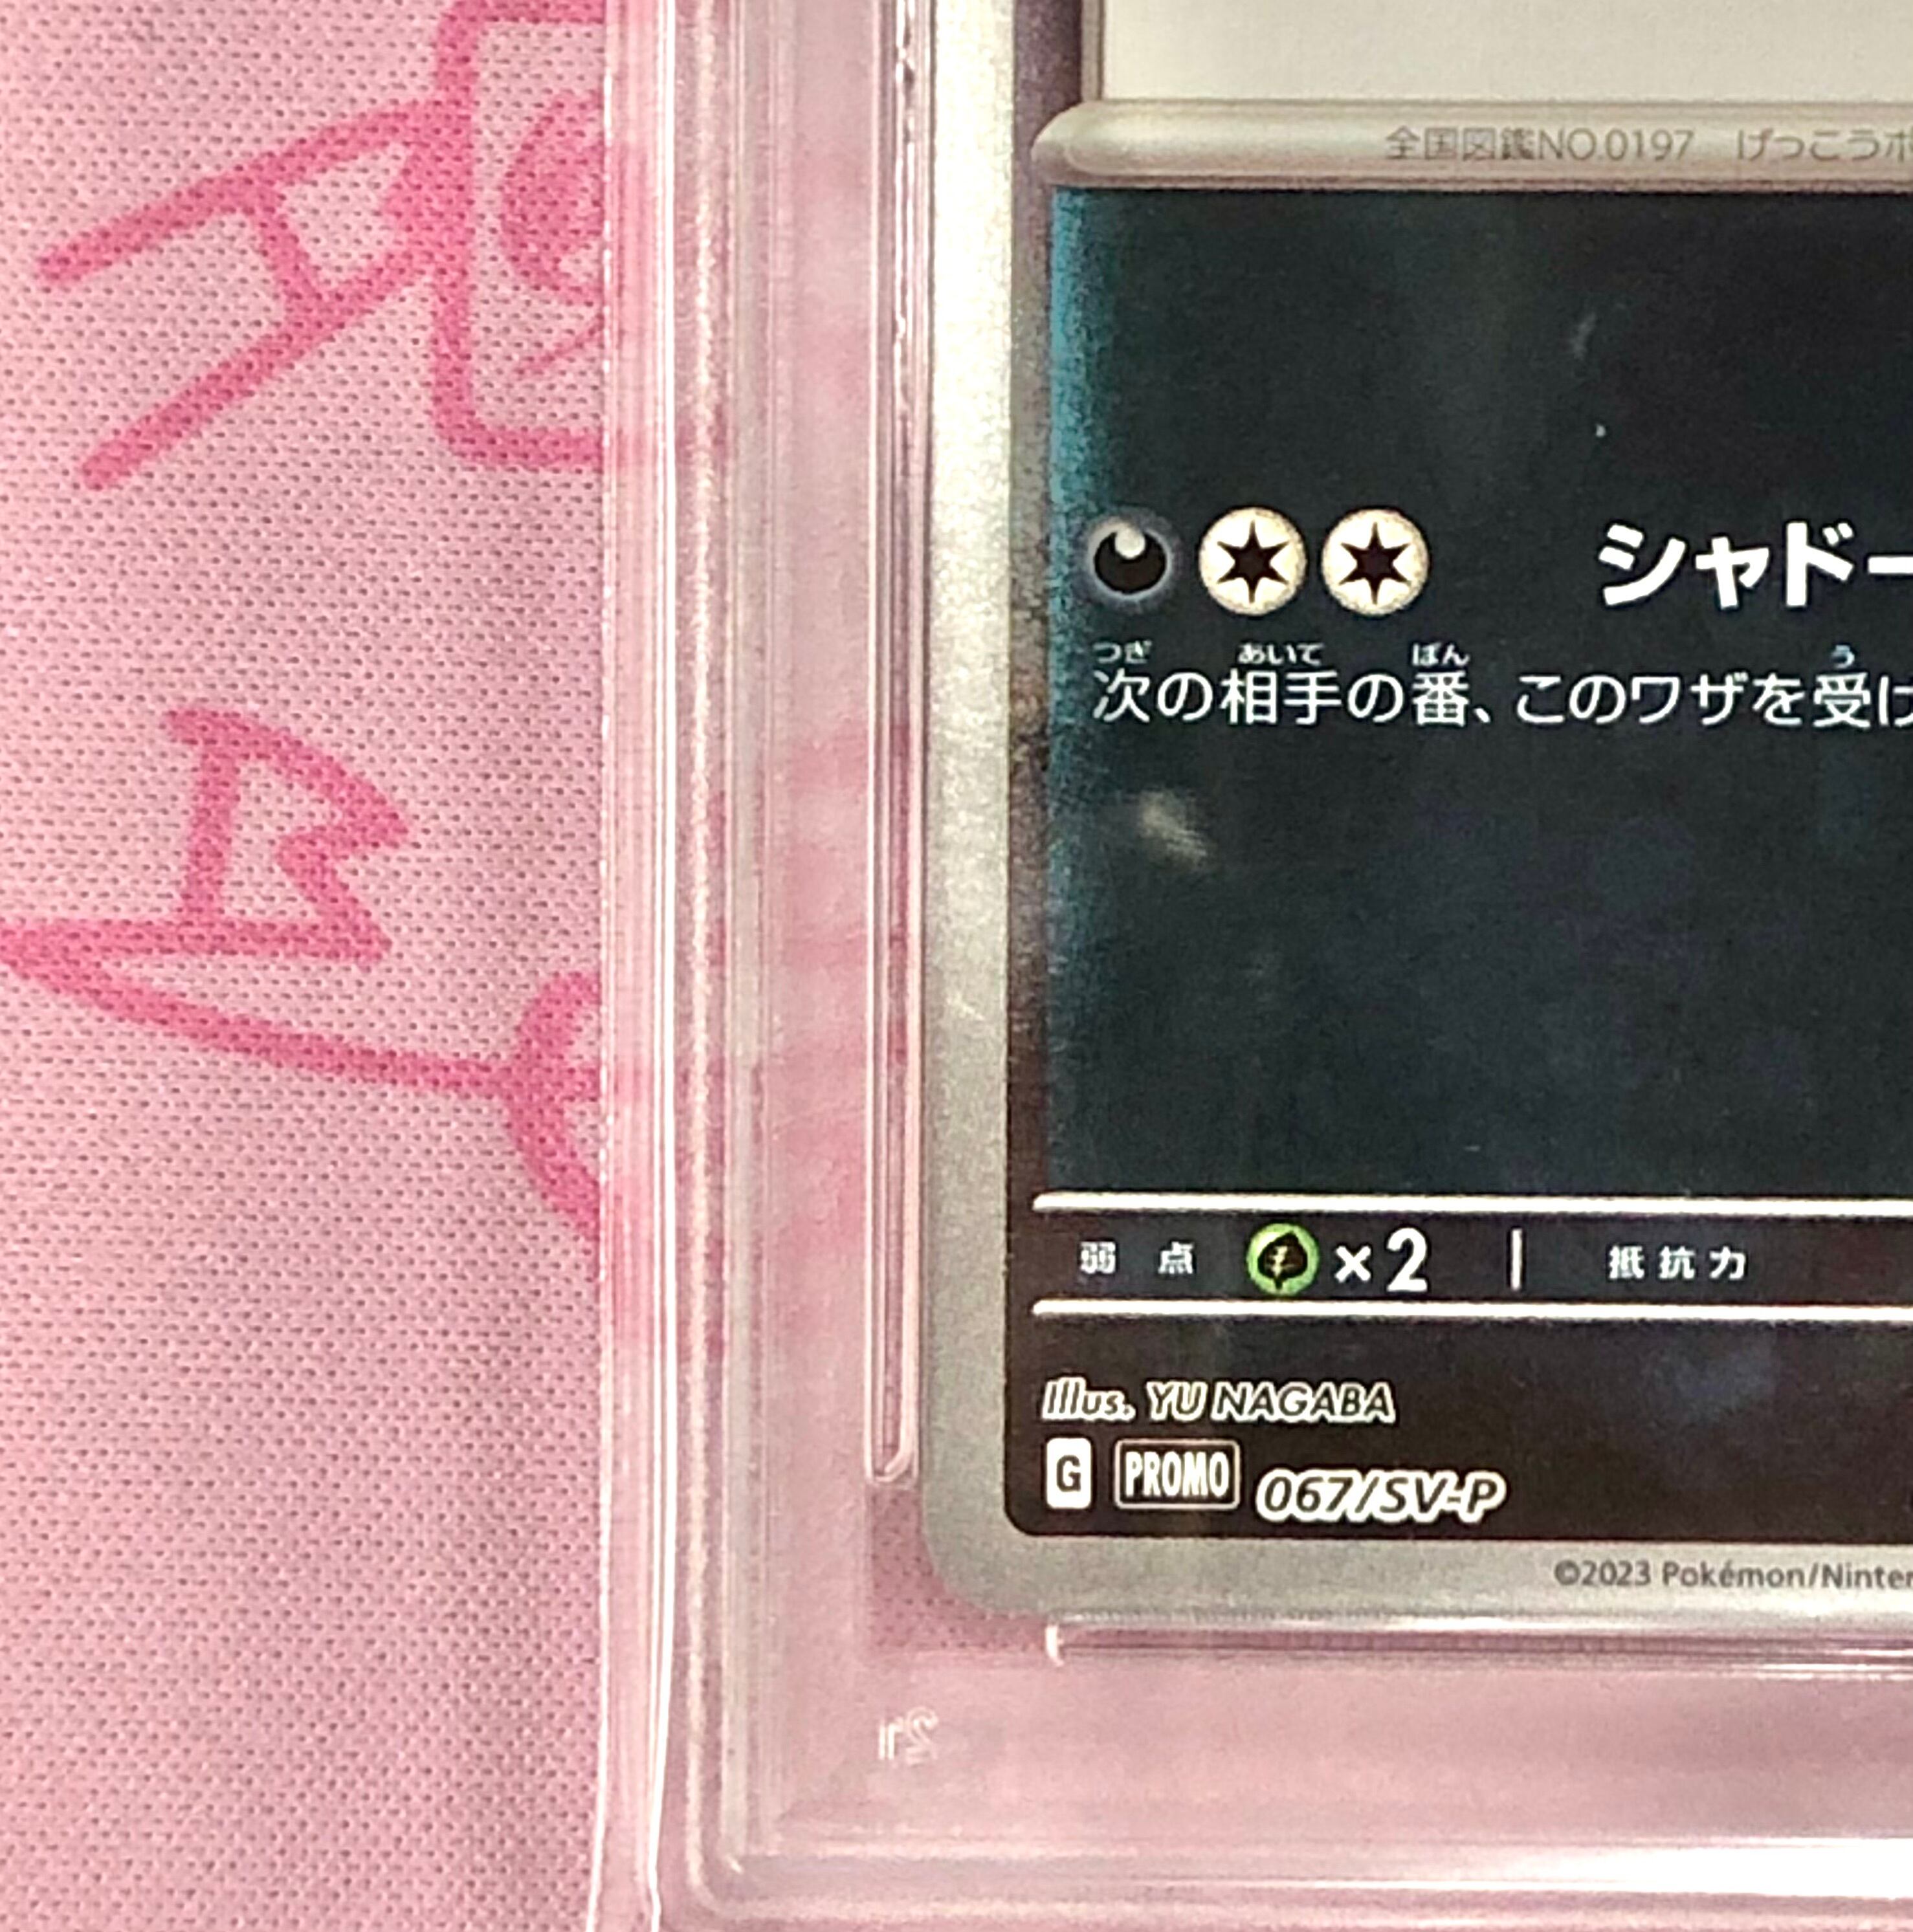 全国図鑑NO.0197 げっこうポ
シャドー
つぎ あいて ばん う
次の相手の番、このワザを受け
弱点 ×2 抵抗力
Illus. YU NAGABA
G PROMO 067/SV-P
©2023 Pokémon/Ninten